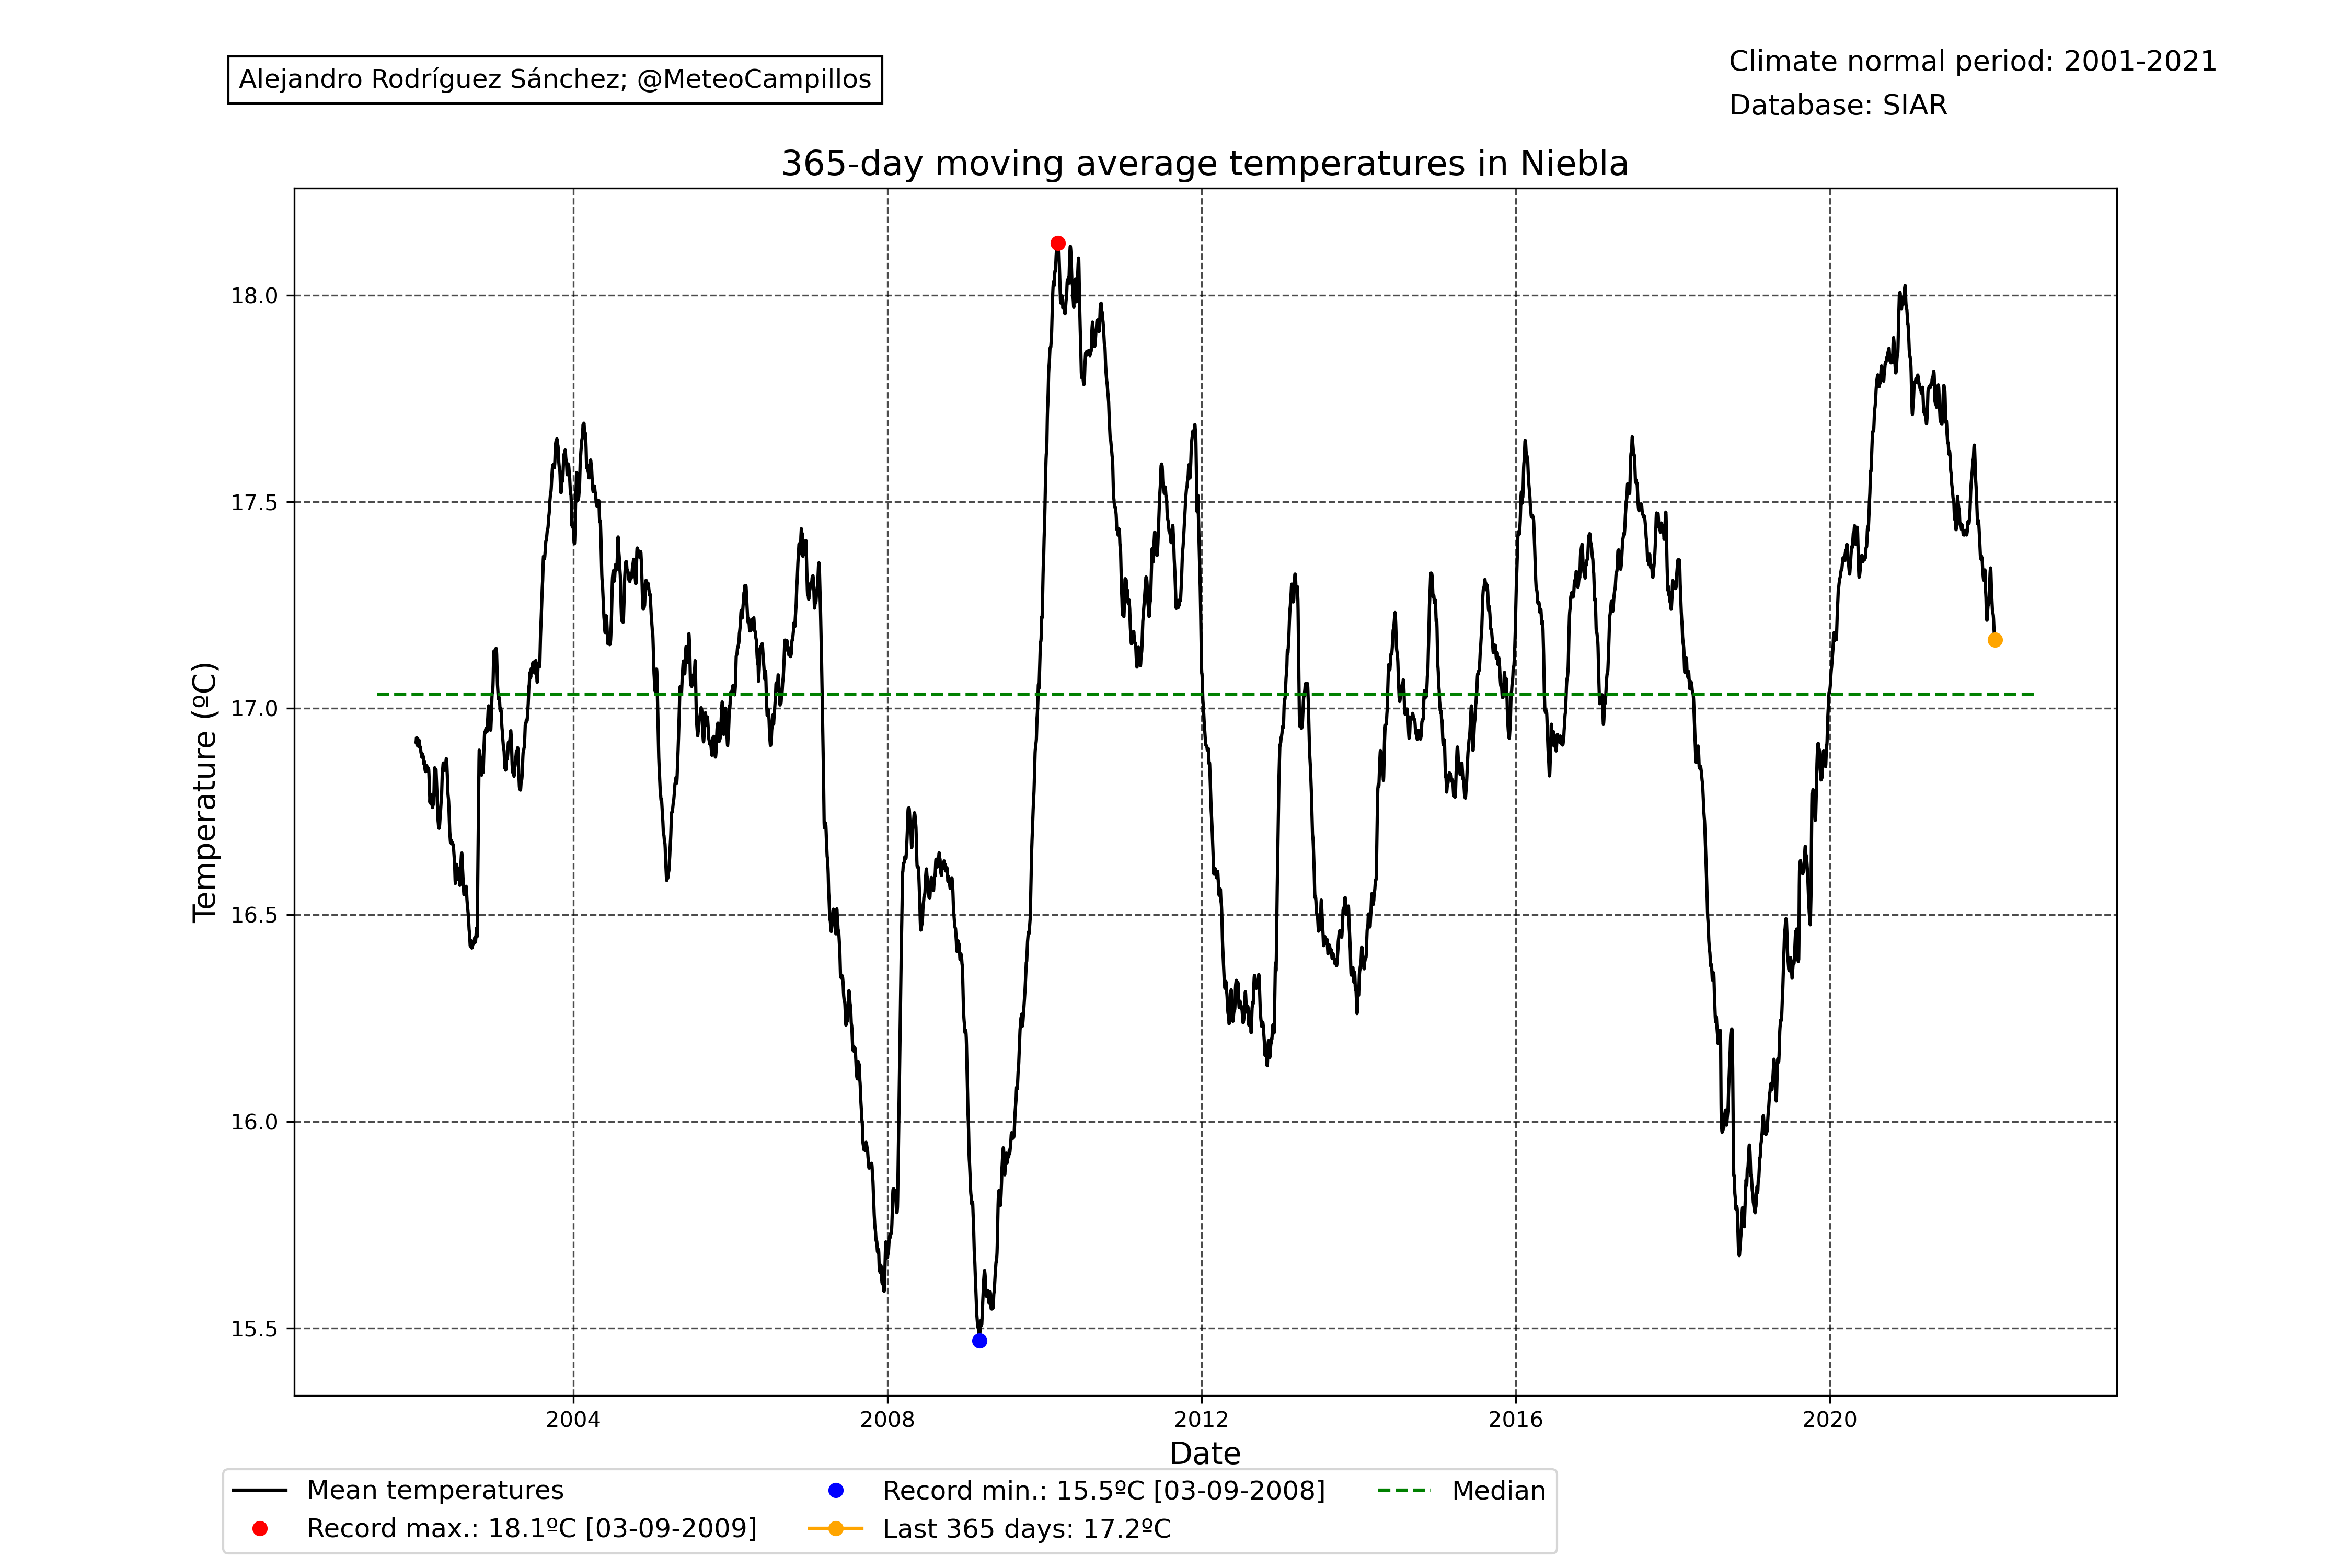 Alejandro Rodríguez Sánchez; @MeteoCampillos
Climate normal period: 2001-2021
Database: SIAR
365-day moving average temperatures in Niebla
Temperature (ºC)
18.0
17.5
17.0
16.5
16.0
15.5
2004
2008
2012
2016
2020
Date
Mean temperatures
Record max.: 18.1ºC [03-09-2009]
Record min.: 15.5ºC [03-09-2008]
Last 365 days: 17.2ºC
Median